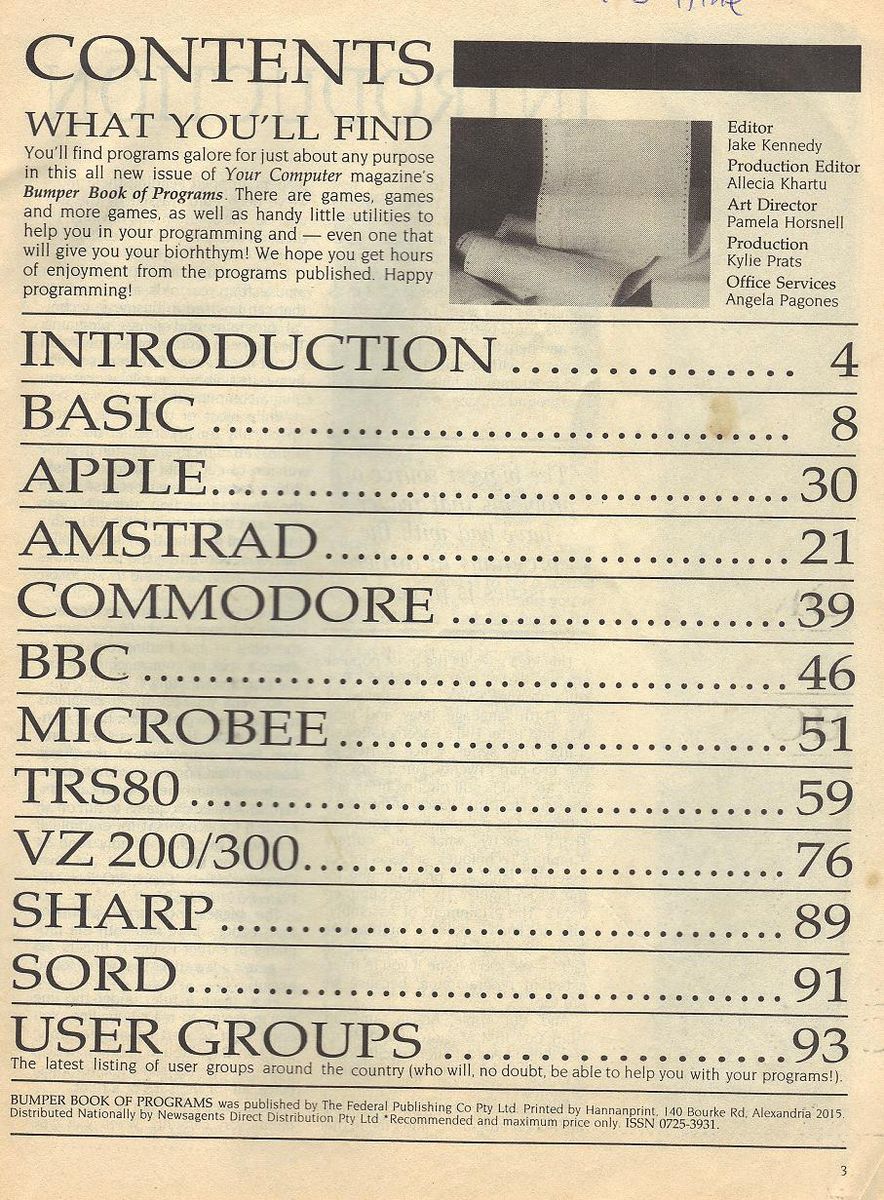 CONTENTS
WHAT YOU'LL FIND
You'll find programs galore for just about any purpose
in this all new issue of Your Computer magazine's
Bumper Book of Programs. There are games, games
and more games, as well as handy little utilities to
help you in your programming and — even one that
will give you your biorhthym! We hope you get hours
of enjoyment from the programs published. Happy
programming!
Editor
Jake Kennedy
Production Editor
Allecia Khartu
Art Director
Pamela Horsnell
Production
Kylie Prats
Office Services
Angela Pagones
INTRODUCTION ............... 4
BASIC ................................ 8
APPLE................................ 30
AMSTRAD.......................... 21
COMMODORE ................... 39
BBC .................................... 46
MICROBEE ......................... 51
TRS80 ................................. 59
VZ 200/300........................... 76
SHARP................................ 89
SORD ................................. 91
USER GROUPS ................... 93
The latest listing of user groups around the country (who will, no doubt, be able to help you with your programs!).
BUMPER BOOK OF PROGRAMS was published by The Federal Publishing Co Pty Ltd. Printed by Hannanprint, 140 Bourke Rd, Alexandria 2015.
Distributed Nationally by Newsagents Direct Distribution Pty Ltd *Recommended and maximum price only. ISSN 0725-3931.
3